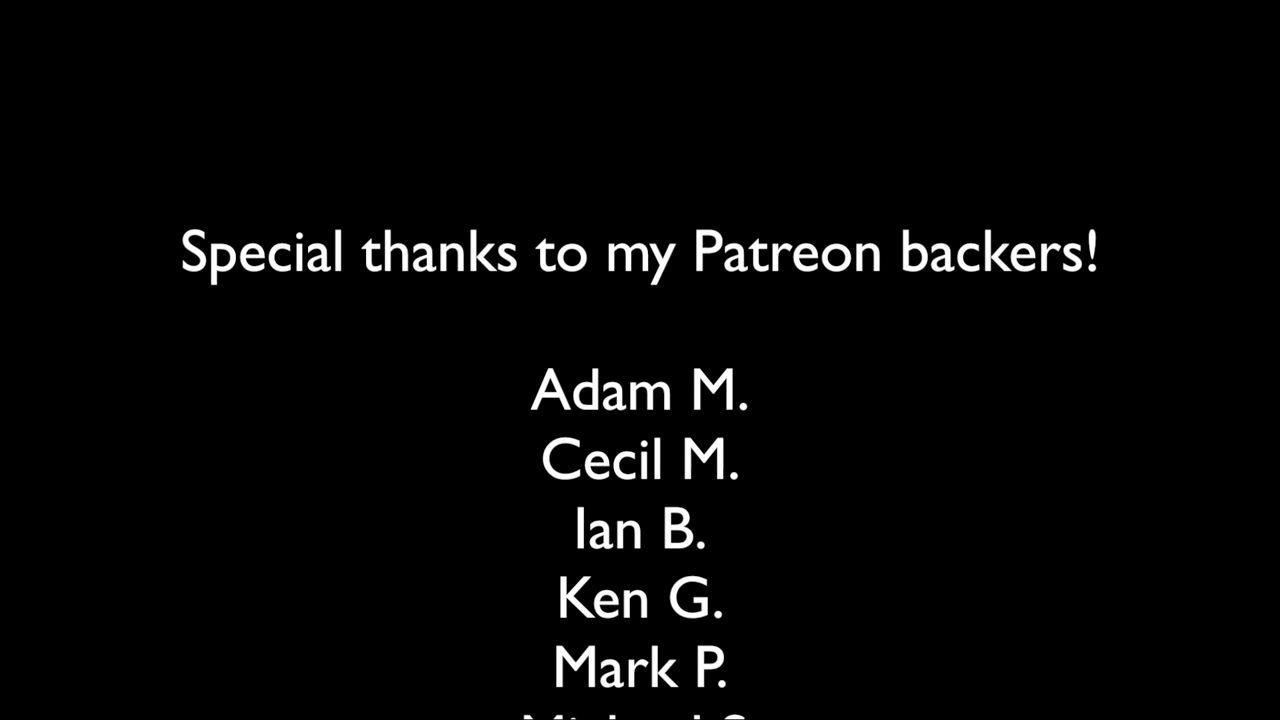 Special thanks to my Patreon backers!
Adam M.
Cecil M.
Ian B.
Ken G.
Mark P.